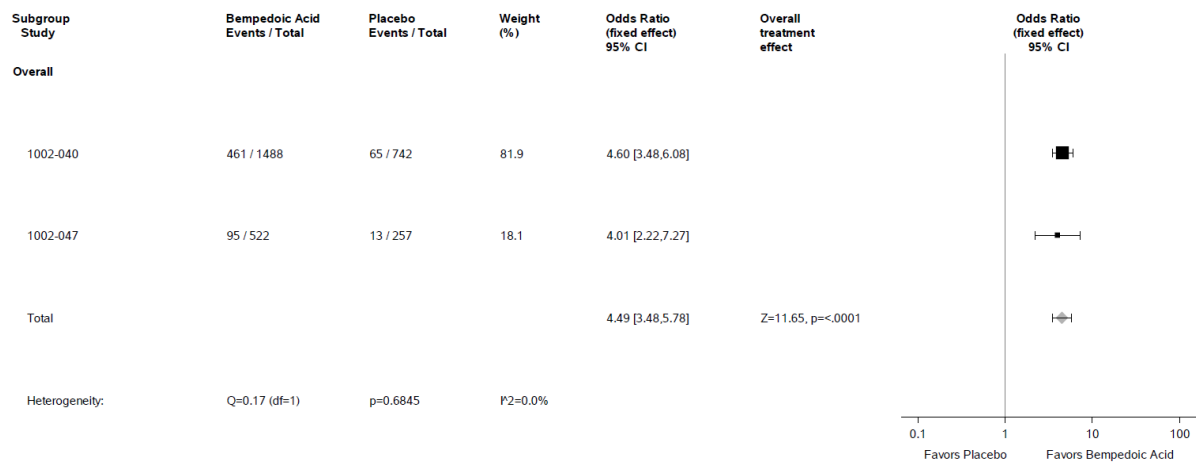 Subgroup Bempedoic Acid Placebo Weight Odds Ratio Overall Odds Ratio
Study Events / Total Events / Total (%) (fixed effect) treatment (fixed effect)
95% CI effect 95% CI
Overall
1002-040 461 / 1488 65 / 742 81.9 4.60 [3.48,6.08]
1002-047 95 / 522 13 / 257 18.1 4.01 [2.22,7.27]
Total 4.49 [3.48,5.78] Z=11.65, p=<.0001
Heterogeneity: Q=0.17 (df=1) p=0.6845 I^2=0.0%
0.1 1 10 100
Favors Placebo Favors Bempedoic Acid